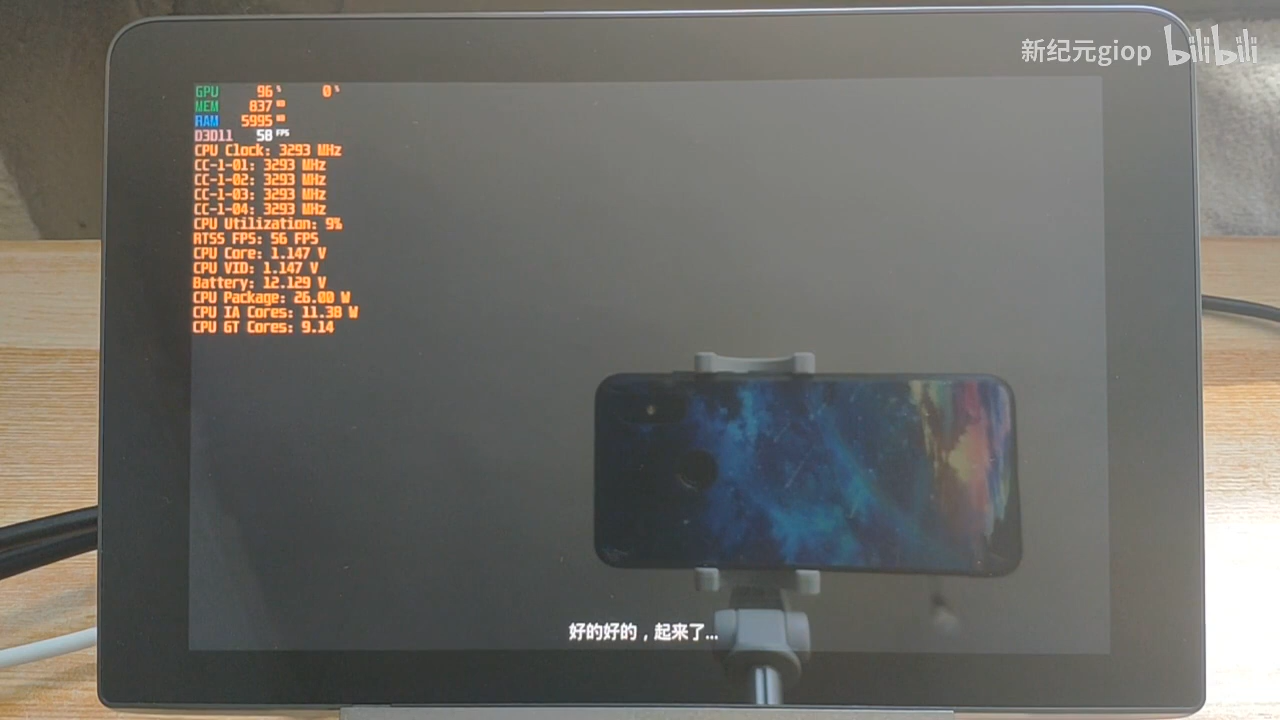 新纪元giop bilibili
GPU 96 % 0 %
MEM 837 MB
RAM 5995 MB
D3D11 58 FPS
CPU Clock: 3293 MHz
CC-1-01: 3293 MHz
CC-1-02: 3293 MHz
CC-1-03: 3293 MHz
CC-1-04: 3293 MHz
CPU Utilization: 9%
RTSS FPS: 56 FPS
CPU Core: 1.147 V
CPU VID: 1.147 V
Battery: 12.129 V
CPU Package: 26.00 W
CPU IA Cores: 11.38 W
CPU GT Cores: 9.14
好的好的，起来了...